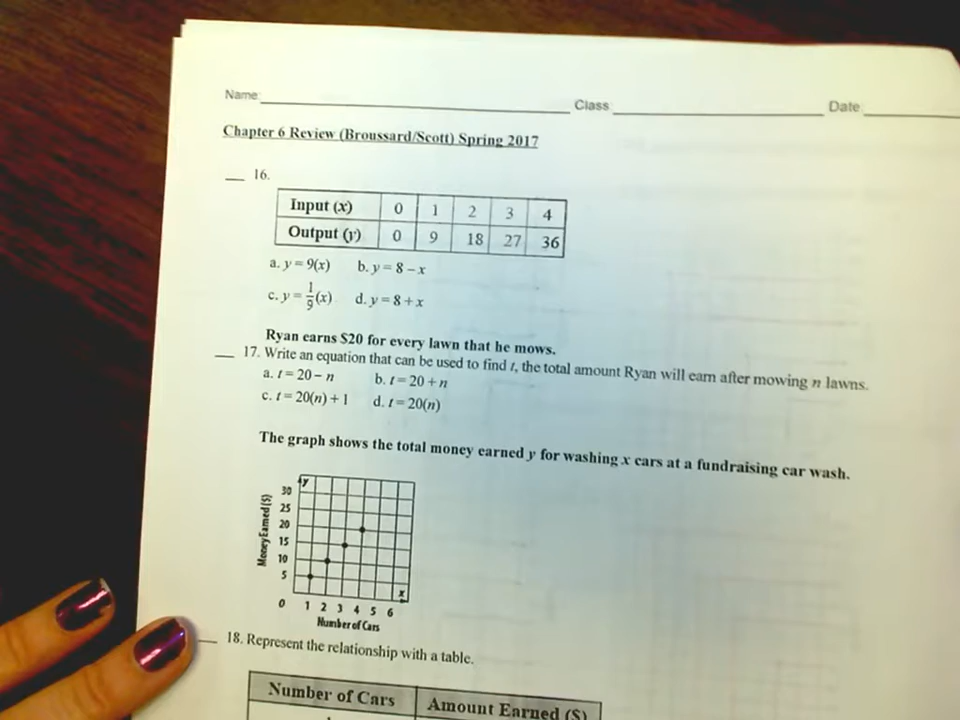 Name: Class Date
Chapter 6 Review (Broussard/Scott) Spring 2017
16.
Input (x) 0 1 2 3 4
Output (y) 0 9 18 27 36
a. y = 9(x) b. y = 8 – x
c. y = 1/9(x) d. y = 8 + x
Ryan earns $20 for every lawn that he mows.
17. Write an equation that can be used to find t, the total amount Ryan will earn after mowing n lawns.
a. t = 20 – n b. t = 20 + n
c. t = 20(n) + 1 d. t = 20(n)
The graph shows the total money earned y for washing x cars at a fundraising car wash.
y
Money Earned ($)
30
25
20
15
10
5
x
0 1 2 3 4 5 6
Number of Cars
18. Represent the relationship with a table.
Number of Cars Amount Earned ($)